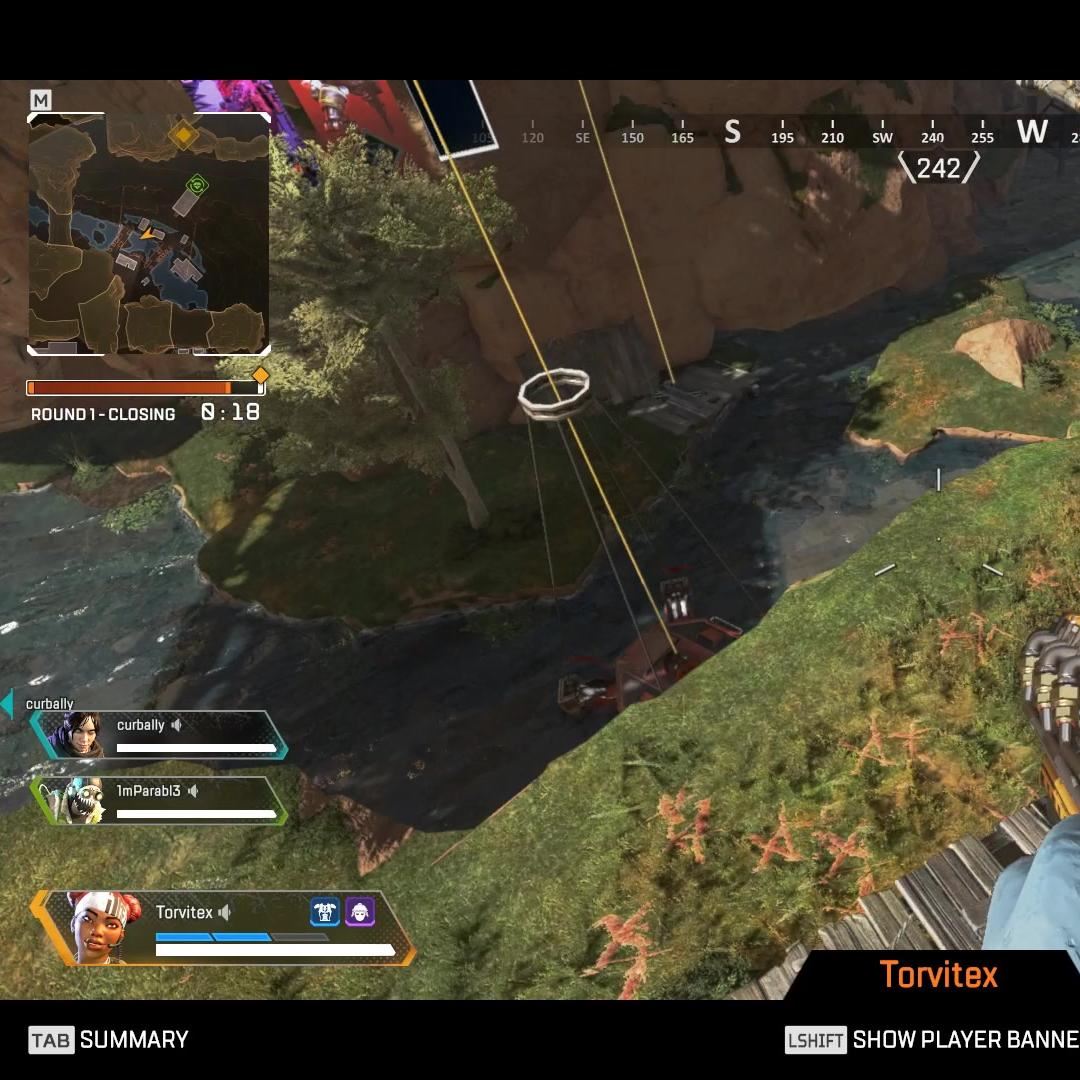 M
105 120 SE 150 165 S 195 210 SW 240 255 W
242
ROUND 1 - CLOSING 0:18
curbally
curbally
1mParabl3
Torvitex
Torvitex
TAB SUMMARY
LSHIFT SHOW PLAYER BANNE